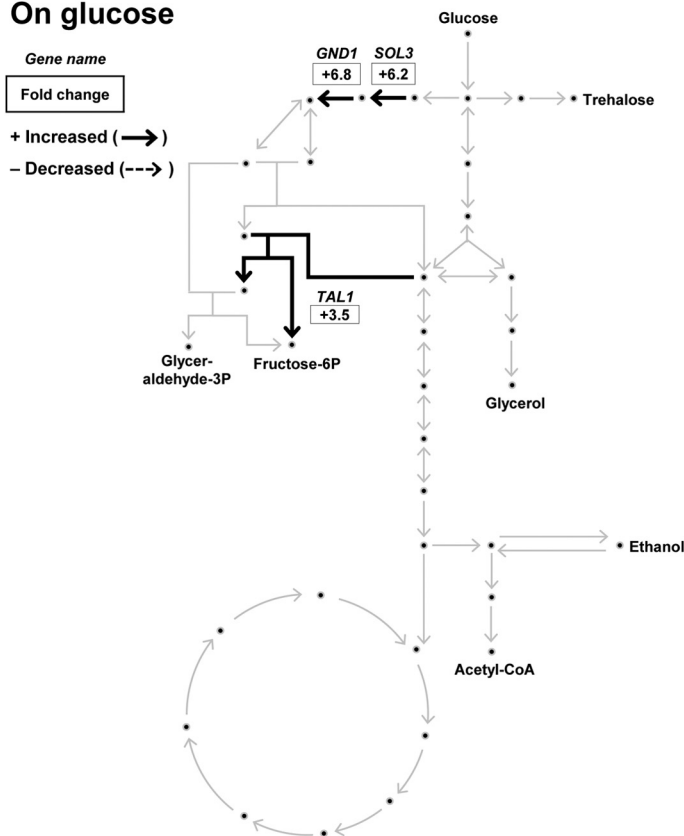 On glucose
Gene name
Fold change
+ Increased ( )
– Decreased ( )
Glucose
GND1
SOL3
+6.8
+6.2
Trehalose
TAL1
+3.5
Glycer-
aldehyde-3P
Fructose-6P
Glycerol
Ethanol
Acetyl-CoA